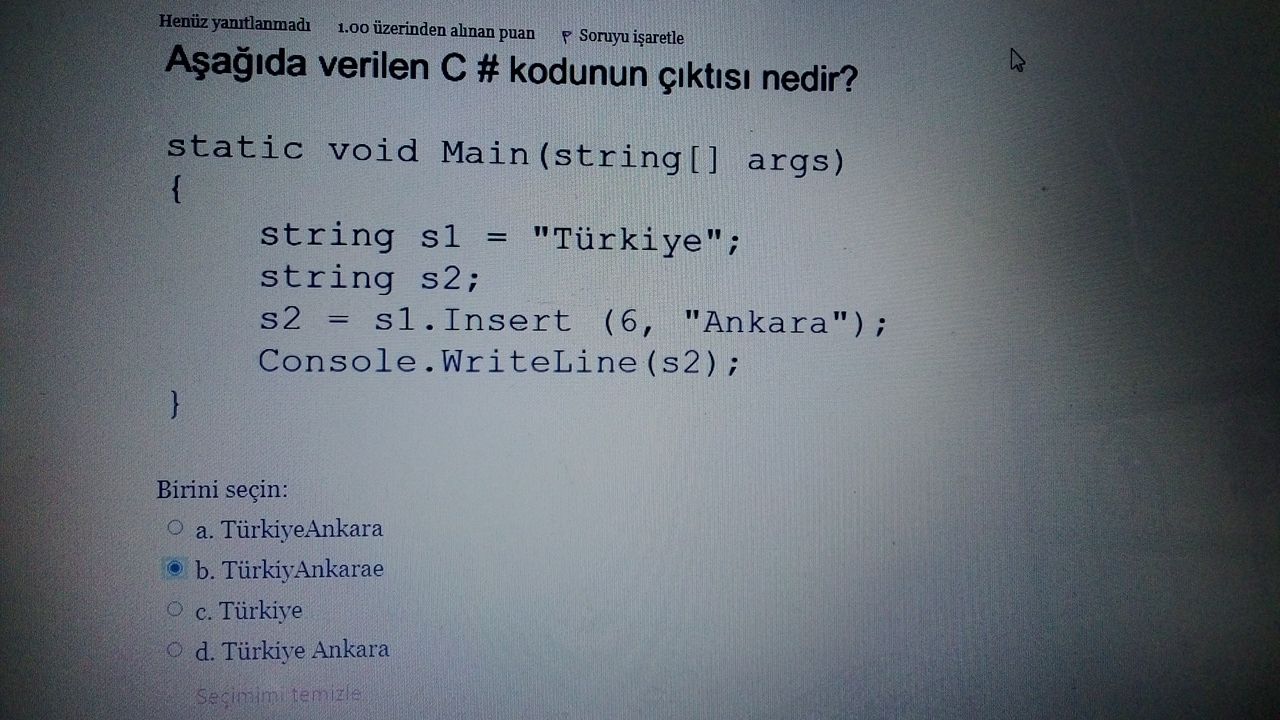 Henüz yanıtlanmadı 1.00 üzerinden alınan puan Soruyu işaretle
Aşağıda verilen C # kodunun çıktısı nedir?
static void Main(string[] args)
{
string s1 = "Türkiye";
string s2;
s2 = s1.Insert (6, "Ankara");
Console.WriteLine(s2);
}
Birini seçin:
a. TürkiyeAnkara
b. TürkiyAnkarae
c. Türkiye
d. Türkiye Ankara
Seçimimi temizle